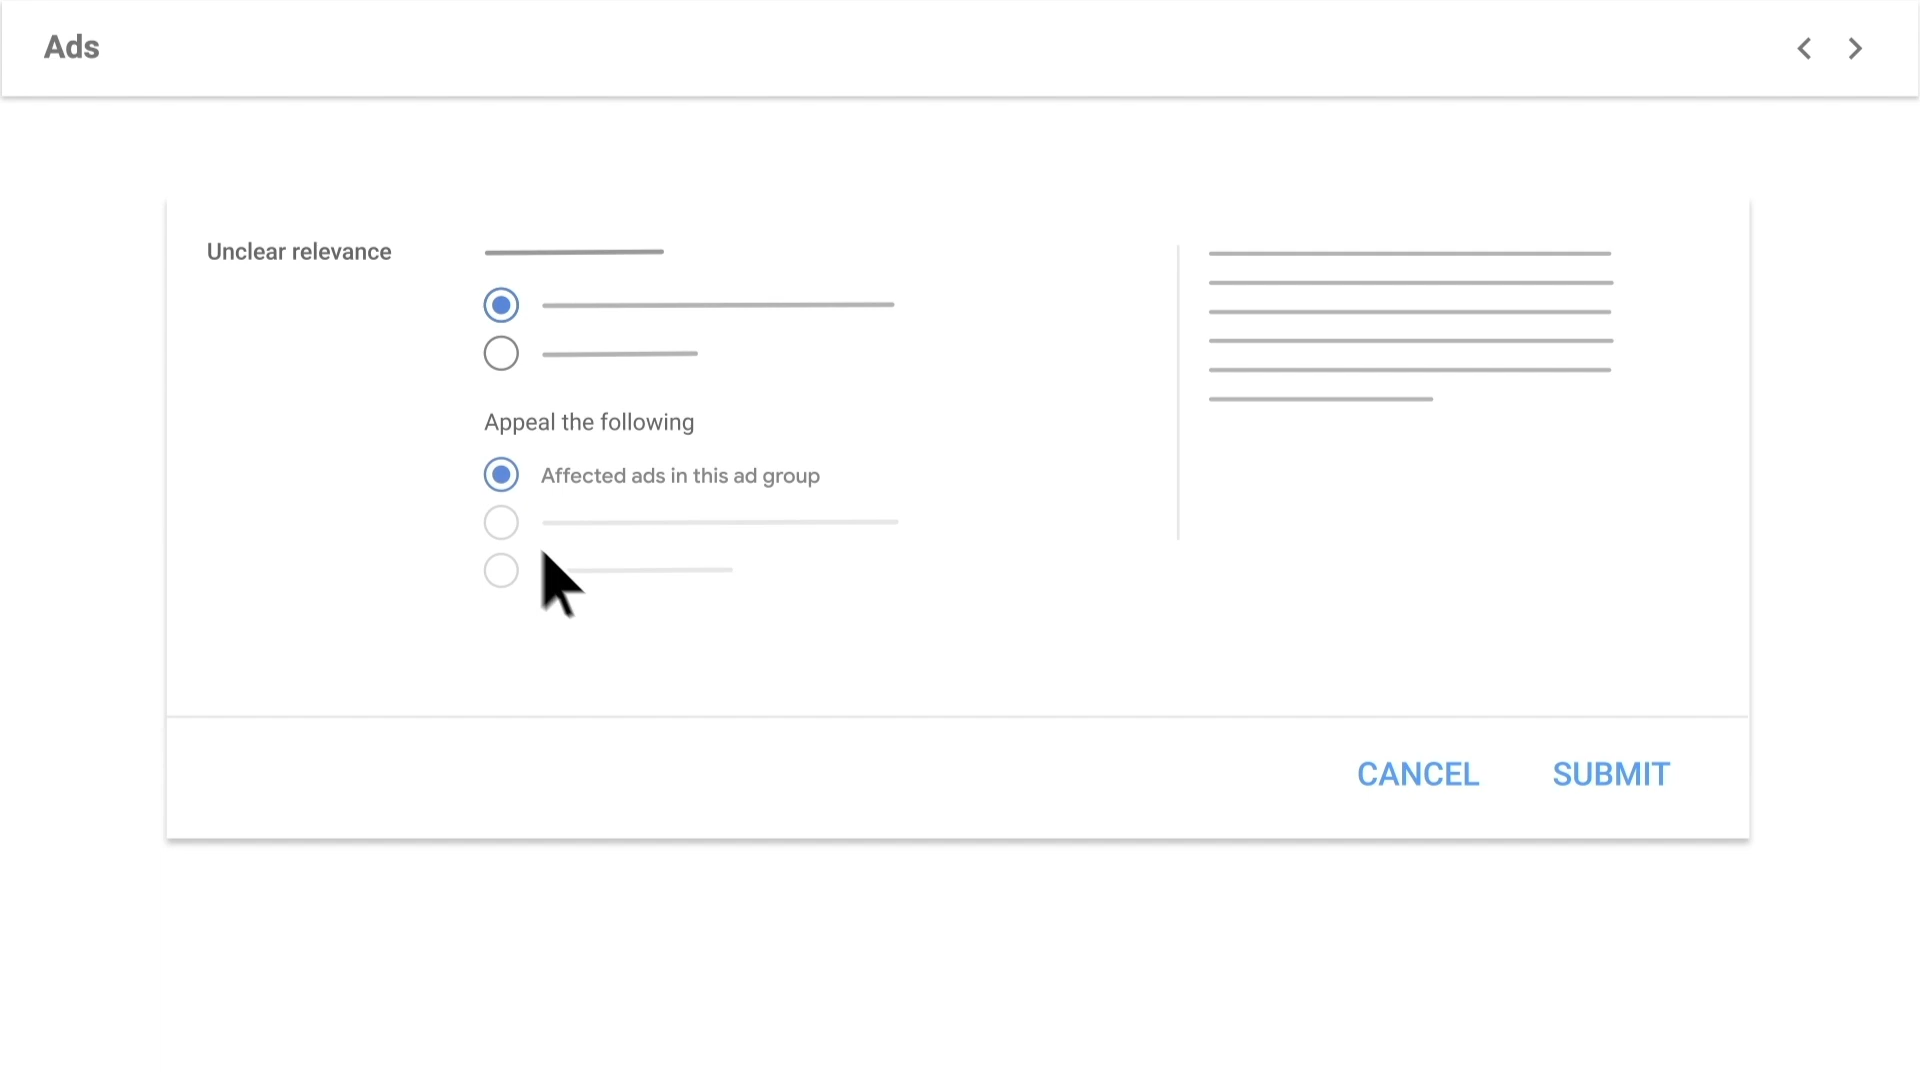 Ads
Unclear relevance
Appeal the following
Affected ads in this ad group
CANCEL
SUBMIT